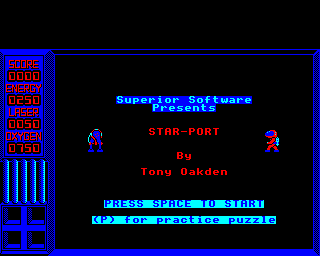 SCORE
0000
ENERGY
0250
LASER
0050
OXYGEN
0750
Superior Software
Presents
STAR-PORT
By
Tony Oakden
PRESS SPACE TO START
(P) for practice puzzle